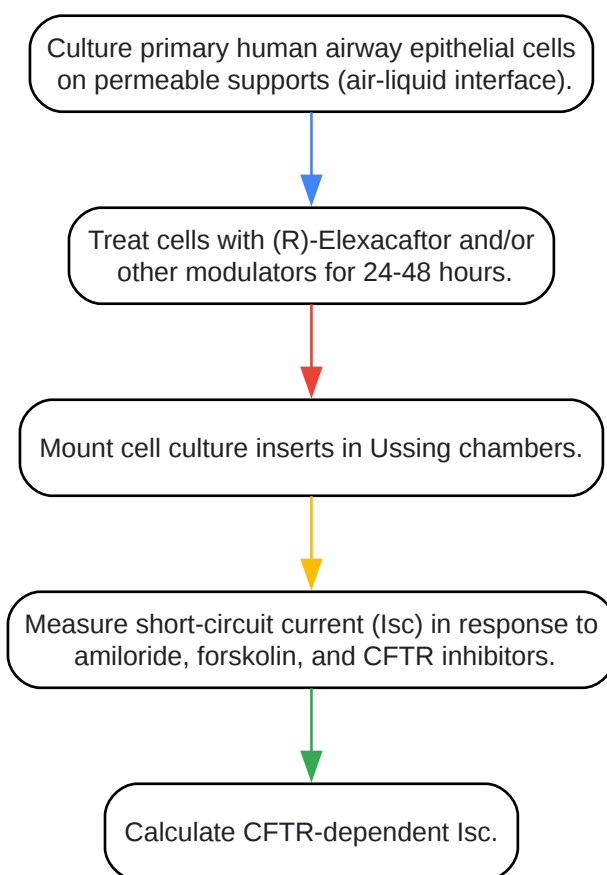 Culture primary human airway epithelial cells
on permeable supports (air-liquid interface).
Treat cells with (R)-Elexacaftor and/or
other modulators for 24-48 hours.
Mount cell culture inserts in Ussing chambers.
Measure short-circuit current (Isc) in response to
amiloride, forskolin, and CFTR inhibitors.
Calculate CFTR-dependent Isc.